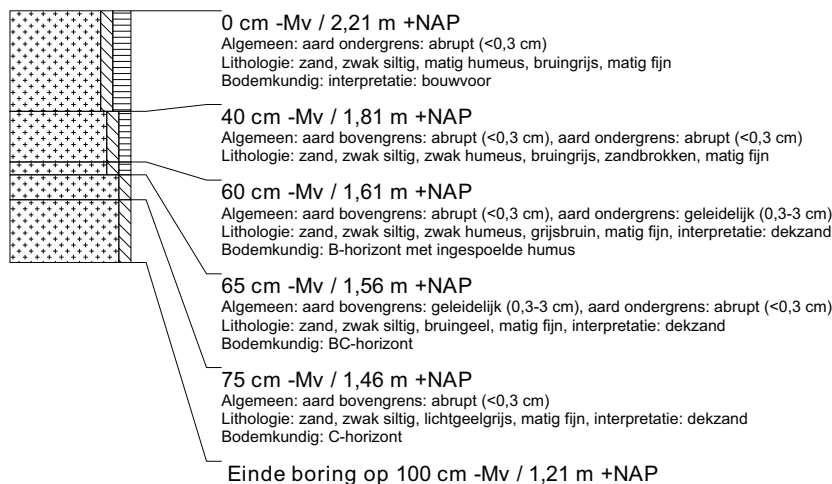 0 cm -Mv / 2,21 m +NAP
Algemeen: aard ondergrens: abrupt (<0,3 cm)
Lithologie: zand, zwak siltig, matig humeus, bruingrijs, matig fijn
Bodemkundig: interpretatie: bouwvoor
40 cm -Mv / 1,81 m +NAP
Algemeen: aard bovengrens: abrupt (<0,3 cm), aard ondergrens: abrupt (<0,3 cm)
Lithologie: zand, zwak siltig, zwak humeus, bruingrijs, zandbrokken, matig fijn
60 cm -Mv / 1,61 m +NAP
Algemeen: aard bovengrens: abrupt (<0,3 cm), aard ondergrens: geleidelijk (0,3-3 cm)
Lithologie: zand, zwak siltig, zwak humeus, grijsbruin, matig fijn, interpretatie: dekzand
Bodemkundig: B-horizont met ingespoelde humus
65 cm -Mv / 1,56 m +NAP
Algemeen: aard bovengrens: geleidelijk (0,3-3 cm), aard ondergrens: abrupt (<0,3 cm)
Lithologie: zand, zwak siltig, bruingeel, matig fijn, interpretatie: dekzand
Bodemkundig: BC-horizont
75 cm -Mv / 1,46 m +NAP
Algemeen: aard bovengrens: abrupt (<0,3 cm)
Lithologie: zand, zwak siltig, lichtgeelgrijs, matig fijn, interpretatie: dekzand
Bodemkundig: C-horizont
Einde boring op 100 cm -Mv / 1,21 m +NAP